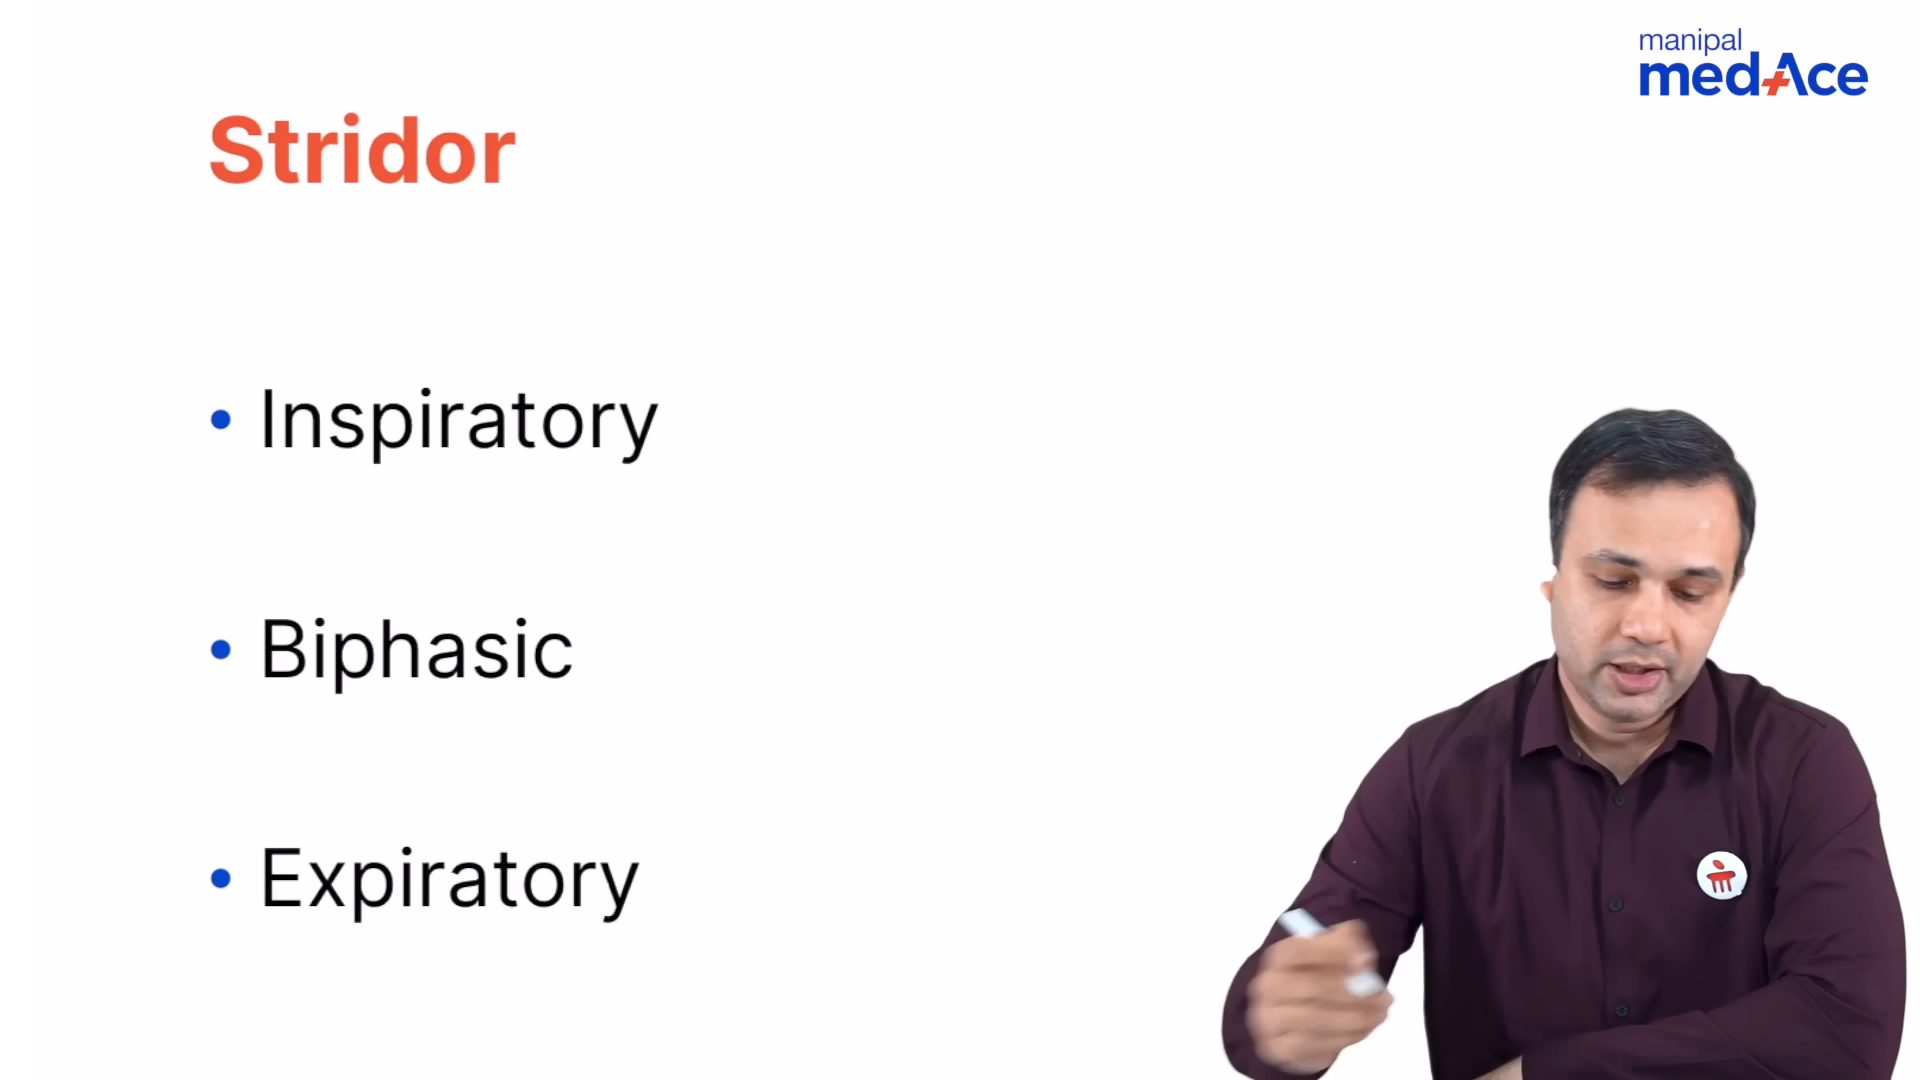 manipal
medAce
Stridor
• Inspiratory
• Biphasic
• Expiratory